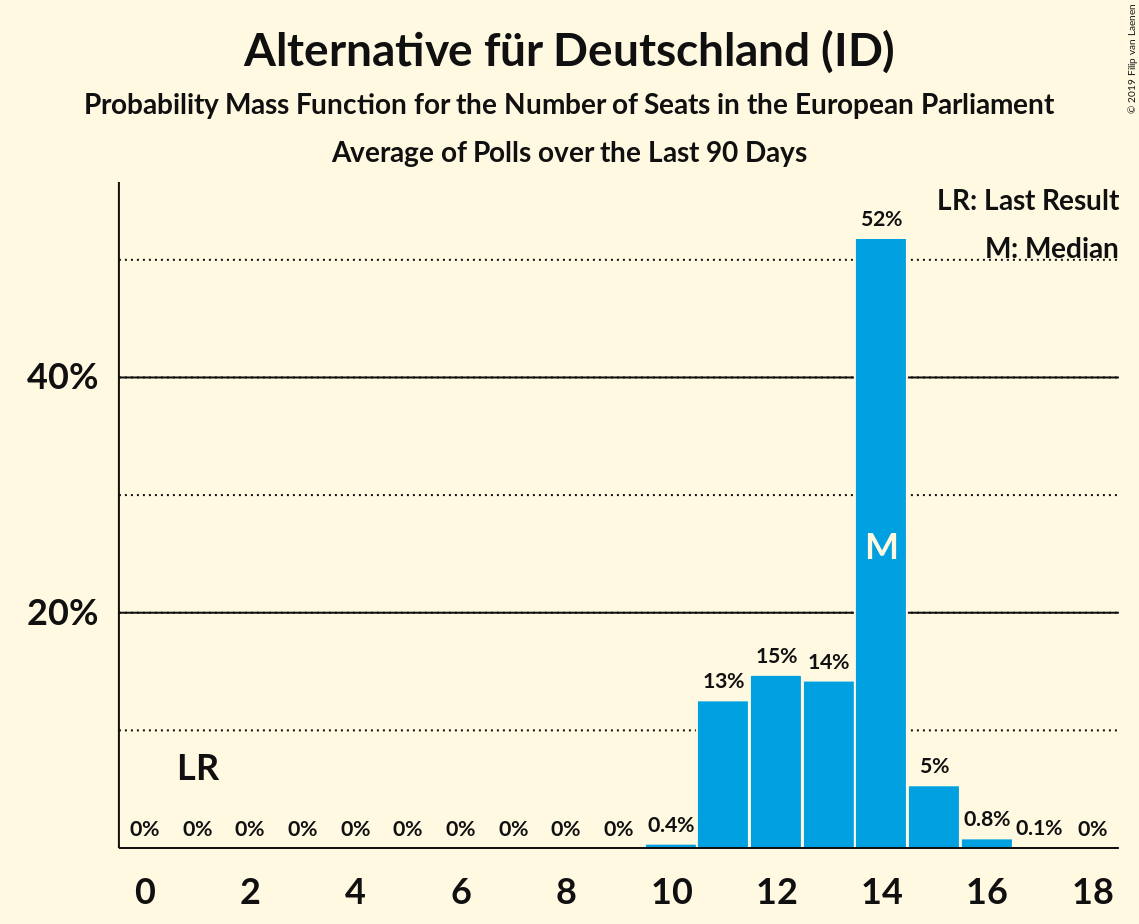 Alternative für Deutschland (ID)
Probability Mass Function for the Number of Seats in the European Parliament
Average of Polls over the Last 90 Days
© 2019 Filip van Laenen
LR: Last Result
M: Median
52%
40%
M
20%
15%
14%
13%
LR
5%
0% 0% 0% 0% 0% 0% 0% 0% 0% 0% 0.4% 0.8% 0.1% 0%
0 2 4 6 8 10 12 14 16 18